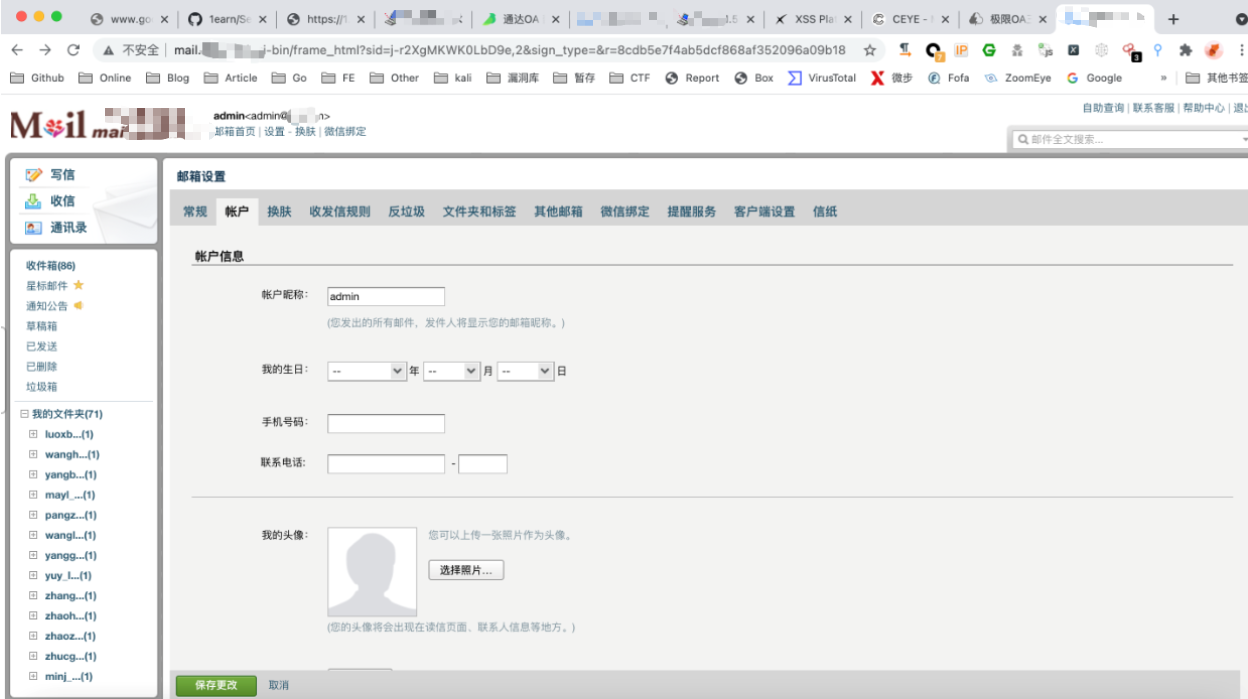 www.go
1earn/Se
https://1
通达OA
1.5
XSS Plat
CEYE -
极限OA
不安全 mail. -bin/frame_html?sid=j-r2XgMKWK0LbD9e,2&sign_type=&r=8cdb5e7f4ab5dcf868af352096a09b18
Github Online Blog Article Go FE Other kali 漏洞库 暂存 CTF Report Box VirusTotal 微步 Fofa ZoomEye Google » 其他书签
Mail mai
admin<admin@ n>
邮箱首页 | 设置 - 换肤 | 微信绑定
自助查询 | 联系客服 | 帮助中心 | 退出
邮件全文搜索...
写信
收信
通讯录
收件箱(86)
星标邮件
通知公告
草稿箱
已发送
已删除
垃圾箱
我的文件夹(71)
luoxb...(1)
wangh...(1)
yangb...(1)
mayl_...(1)
pangz...(1)
wangl...(1)
yangg...(1)
yuy_l...(1)
zhang...(1)
zhaoh...(1)
zhaoz...(1)
zhucg...(1)
minj_...(1)
邮箱设置
常规 帐户 换肤 收发信规则 反垃圾 文件夹和标签 其他邮箱 微信绑定 提醒服务 客户端设置 信纸
帐户信息
帐户昵称: admin
(您发出的所有邮件，发件人将显示您的邮箱昵称。)
我的生日: -- 年 -- 月 -- 日
手机号码:
联系电话: -
我的头像: 您可以上传一张照片作为头像。
选择照片...
(您的头像将会出现在读信页面、联系人信息等地方。)
保存更改 取消